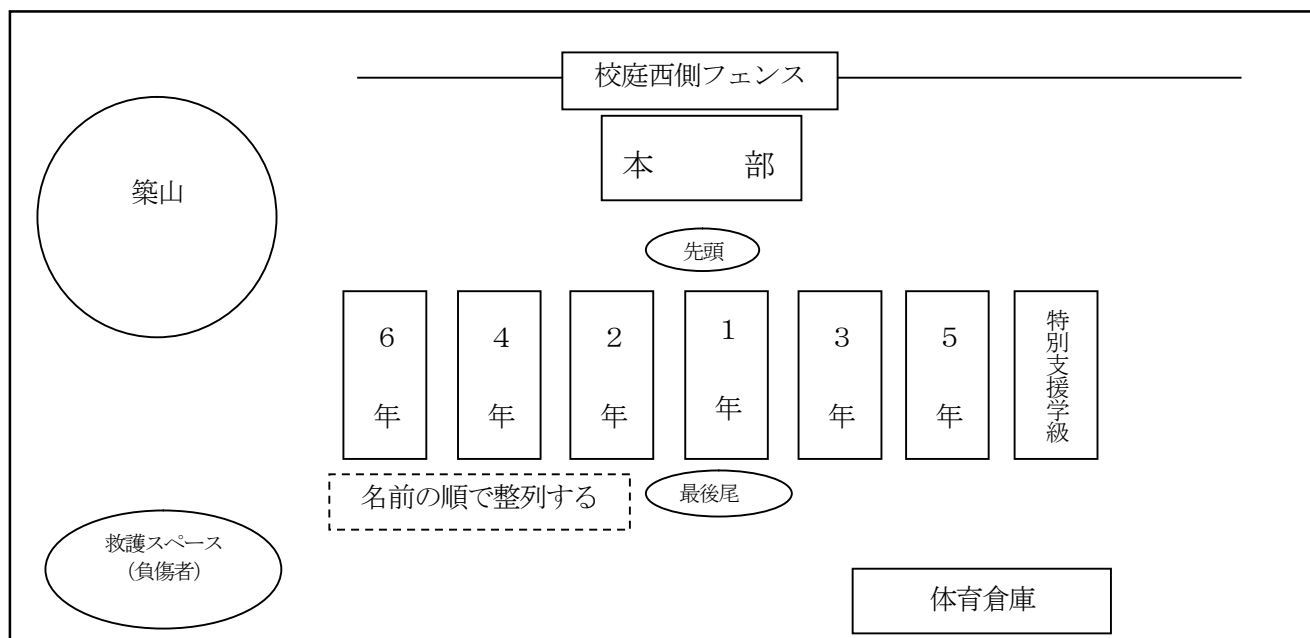 校庭西側フェンス
本　　部
築山
先頭
６年
４年
２年
１年
３年
５年
特別支援学級
名前の順で整列する
最後尾
救護スペース
(負傷者)
体育倉庫